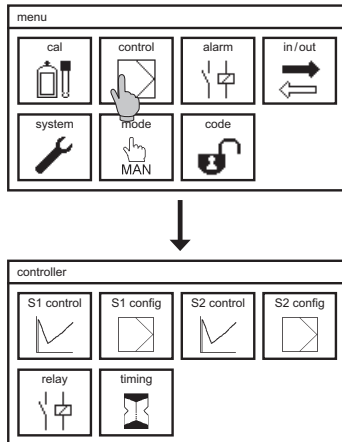 menu
cal control alarm in/out
system mode code
MAN
controller
S1 control S1 config S2 control S2 config
relay timing